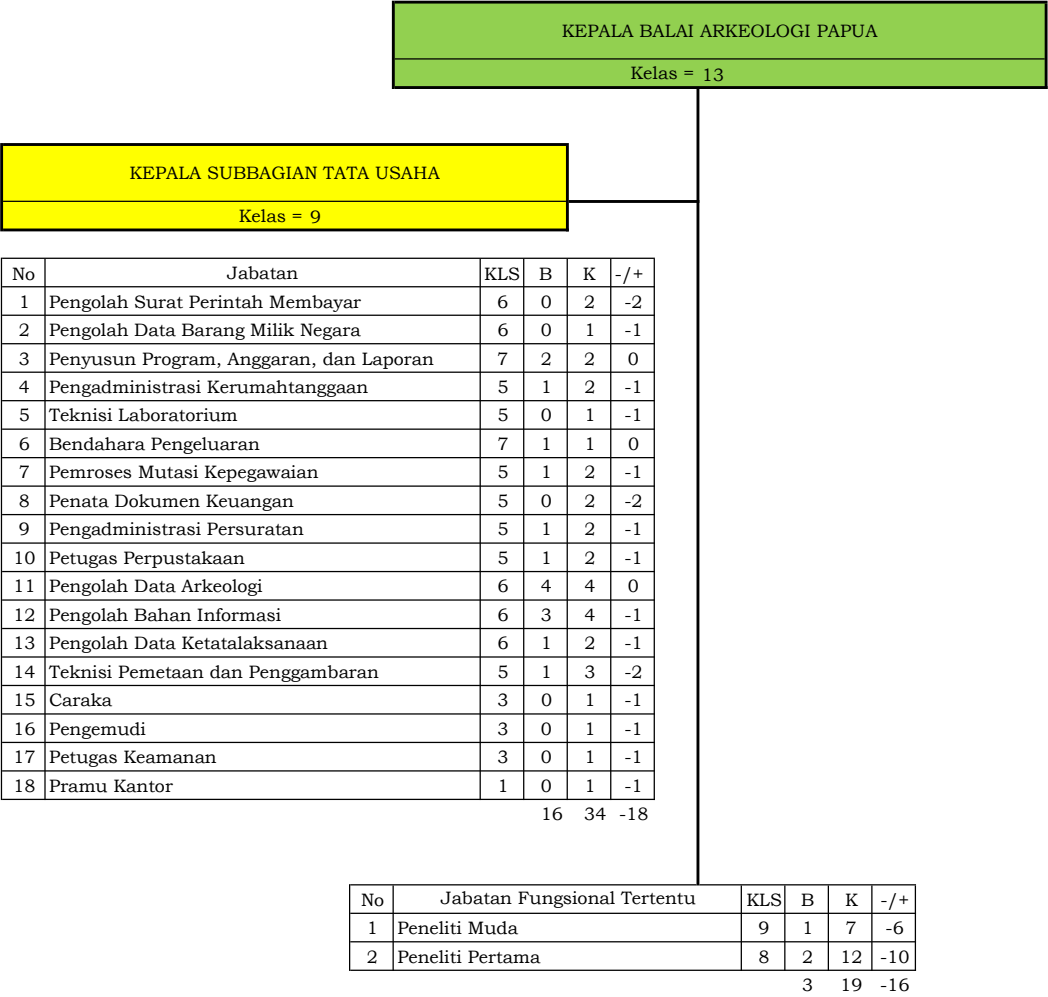 KEPALA BALAI ARKEOLOGI PAPUA
Kelas = 13
KEPALA SUBBAGIAN TATA USAHA
Kelas = 9
No Jabatan KLS B K -/+
1 Pengolah Surat Perintah Membayar 6 0 2 -2
2 Pengolah Data Barang Milik Negara 6 0 1 -1
3 Penyusun Program, Anggaran, dan Laporan 7 2 2 0
4 Pengadministrasi Kerumahtanggaan 5 1 2 -1
5 Teknisi Laboratorium 5 0 1 -1
6 Bendahara Pengeluaran 7 1 1 0
7 Pemroses Mutasi Kepegawaian 5 1 2 -1
8 Penata Dokumen Keuangan 5 0 2 -2
9 Pengadministrasi Persuratan 5 1 2 -1
10 Petugas Perpustakaan 5 1 2 -1
11 Pengolah Data Arkeologi 6 4 4 0
12 Pengolah Bahan Informasi 6 3 4 -1
13 Pengolah Data Ketatalaksanaan 6 1 2 -1
14 Teknisi Pemetaan dan Penggambaran 5 1 3 -2
15 Caraka 3 0 1 -1
16 Pengemudi 3 0 1 -1
17 Petugas Keamanan 3 0 1 -1
18 Pramu Kantor 1 0 1 -1
16 34 -18
No Jabatan Fungsional Tertentu KLS B K -/+
1 Peneliti Muda 9 1 7 -6
2 Peneliti Pertama 8 2 12 -10
3 19 -16